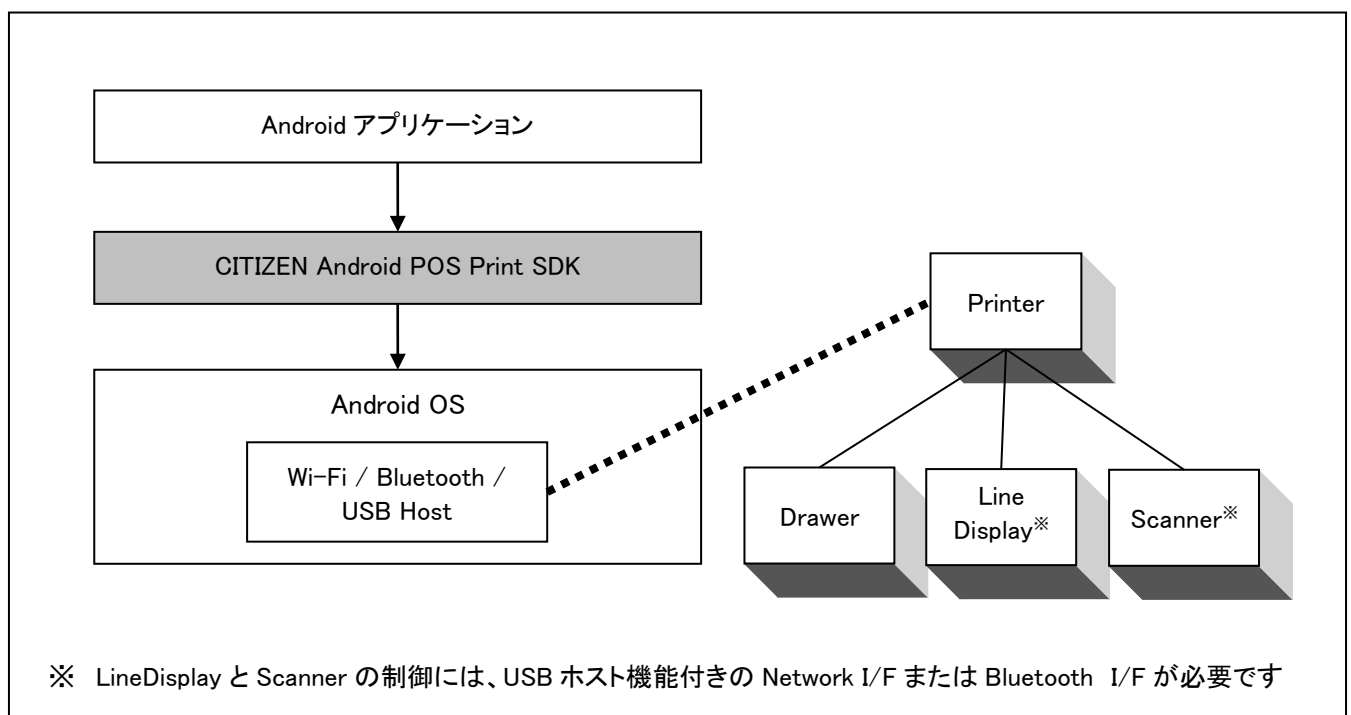 Android アプリケーション
CITIZEN Android POS Print SDK
Android OS
Wi-Fi / Bluetooth /
USB Host
Printer
Drawer
Line
Display※
Scanner※
※ LineDisplay と Scanner の制御には、USB ホスト機能付きの Network I/F または Bluetooth I/F が必要です